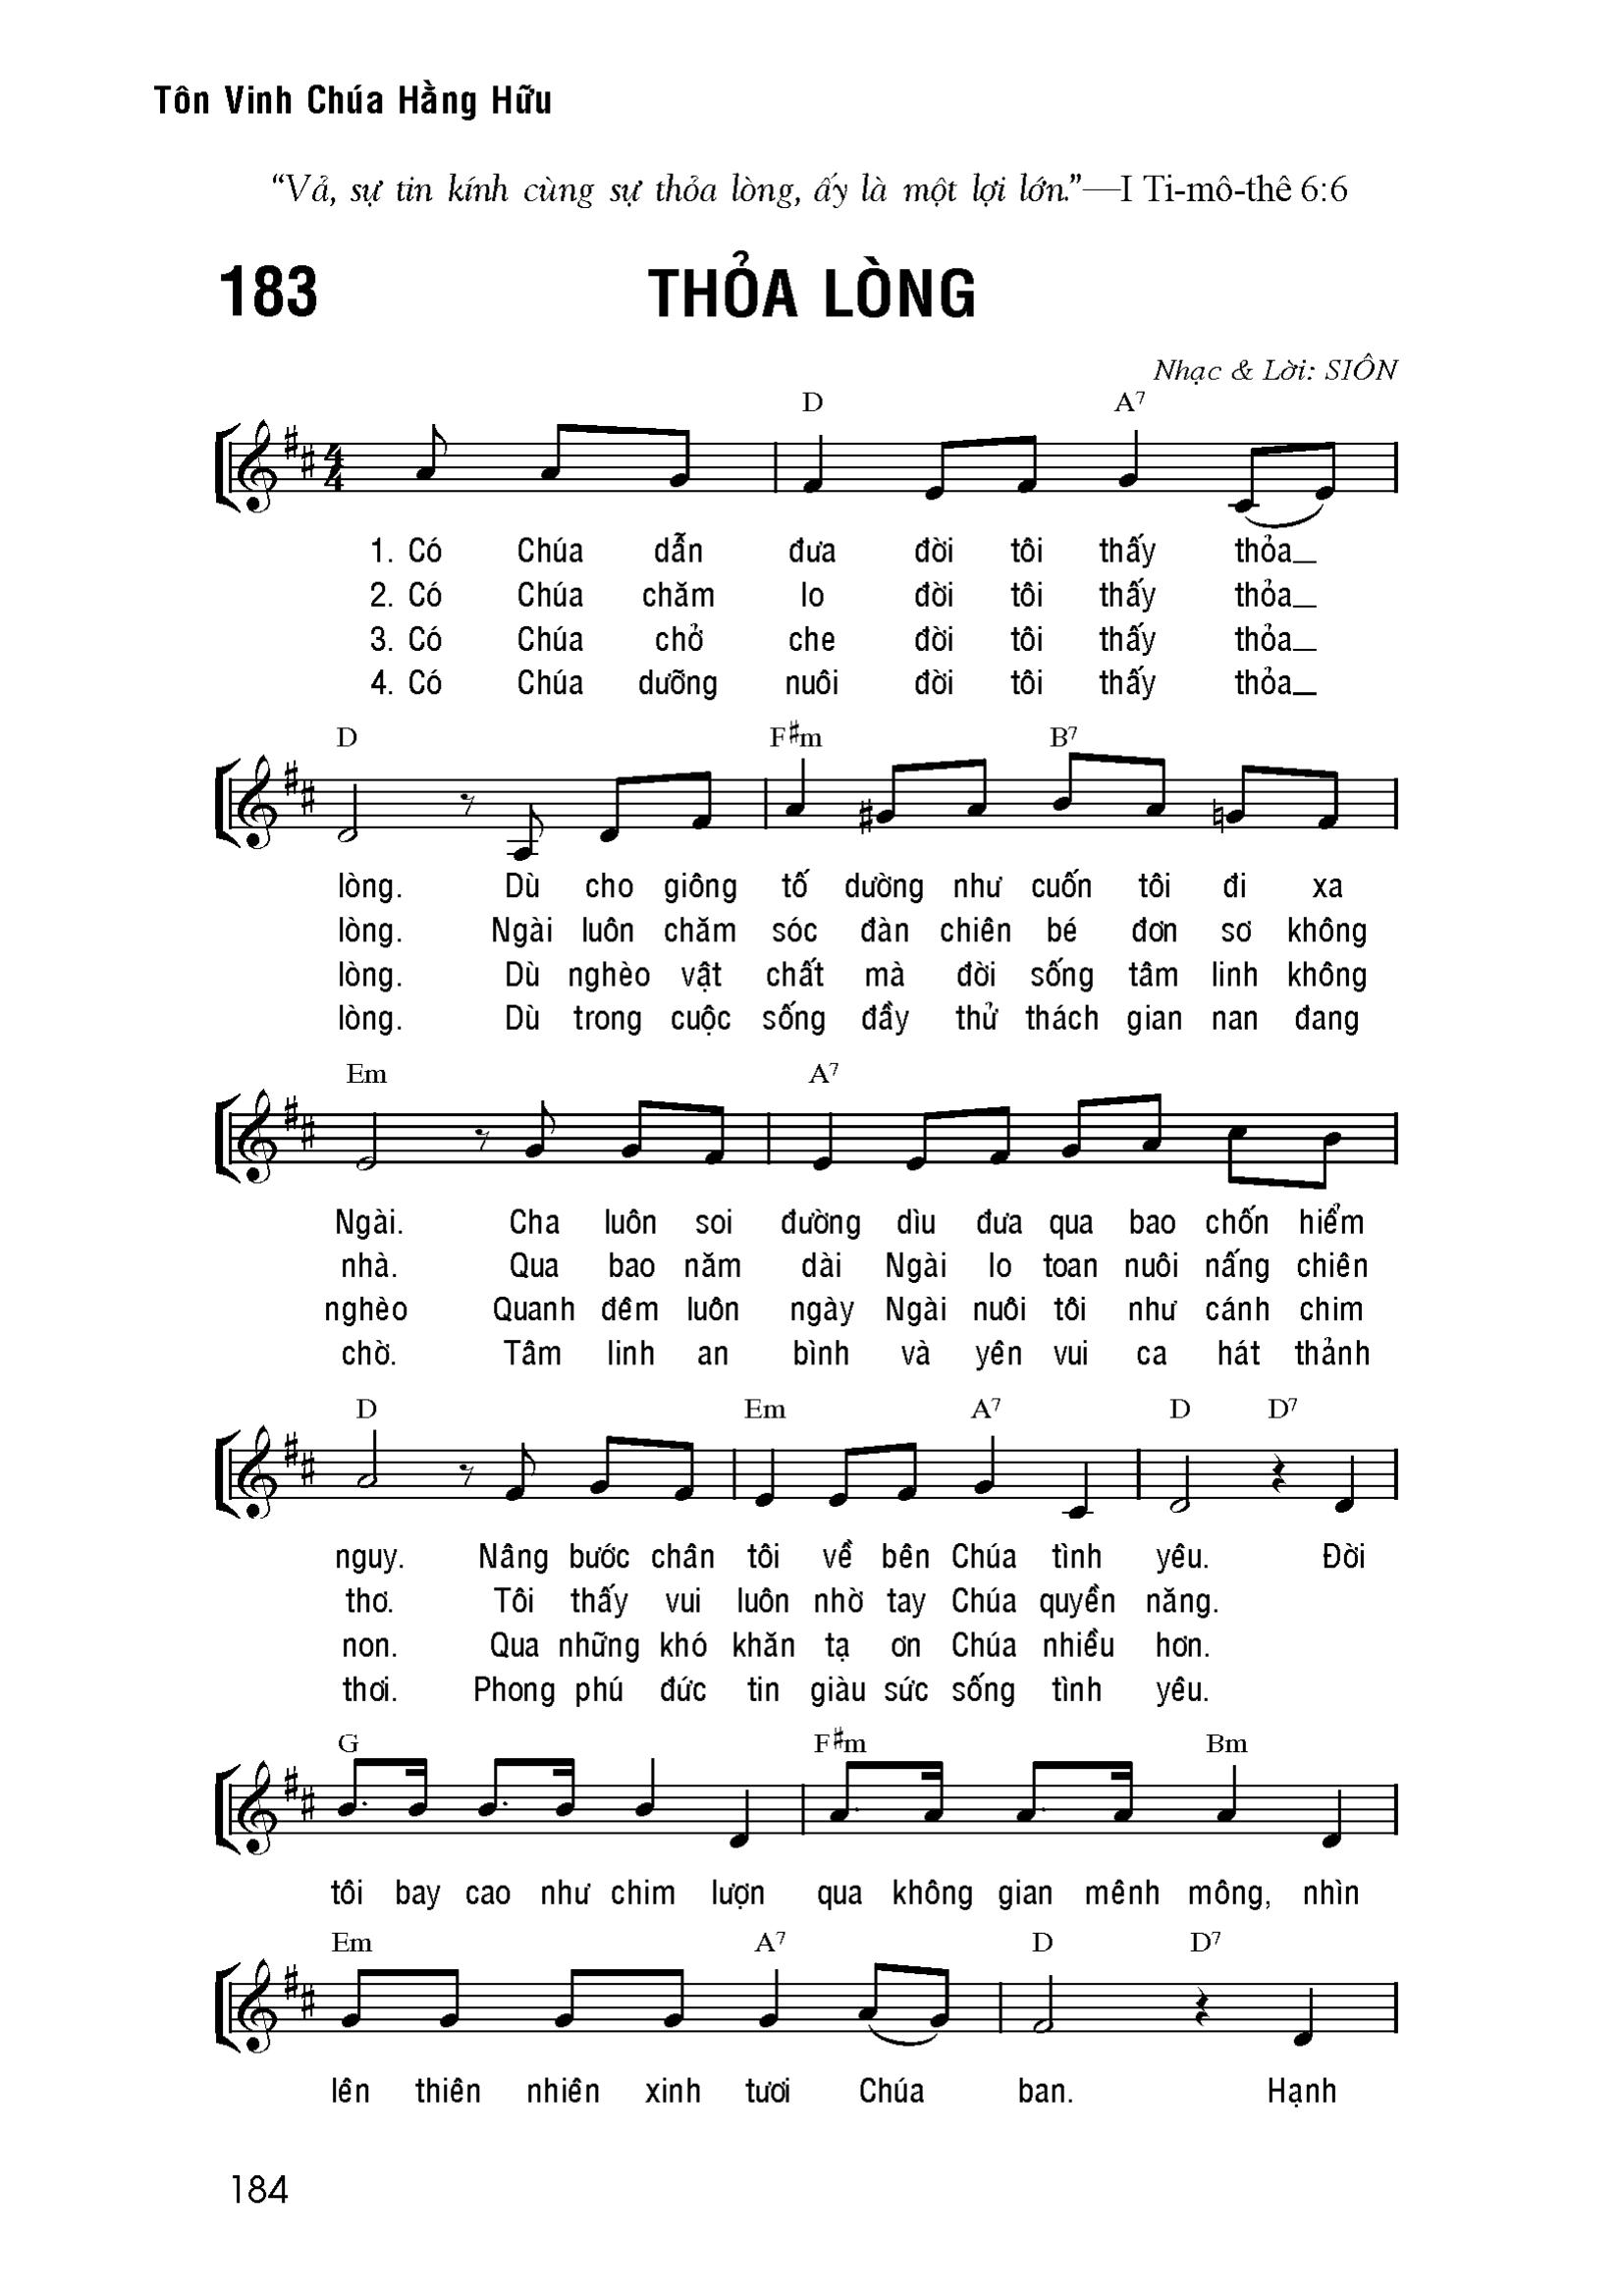 Tôn Vinh Chúa Hằng Hữu
“Vả, sự tin kính cùng sự thỏa lòng, ấy là một lợi lớn.”—I Ti-mô-thê 6:6
183 THỎA LÒNG
Nhạc & Lời: SIÔN
D A7
1. Có Chúa dẫn đưa đời tôi thấy thỏa
2. Có Chúa chăm lo đời tôi thấy thỏa
3. Có Chúa chở che đời tôi thấy thỏa
4. Có Chúa dưỡng nuôi đời tôi thấy thỏa
D F♯m B7
lòng. Dù cho giông tố dường như cuốn tôi đi xa
lòng. Ngài luôn chăm sóc đàn chiên bé đơn sơ không
lòng. Dù nghèo vật chất mà đời sống tâm linh không
lòng. Dù trong cuộc sống đầy thử thách gian nan đang
Em A7
Ngài. Cha luôn soi đường dìu đưa qua bao chốn hiểm
nhà. Qua bao năm dài Ngài lo toan nuôi nấng chiên
nghèo Quanh đêm luôn ngày Ngài nuôi tôi như cánh chim
chờ. Tâm linh an bình và yên vui ca hát thảnh
D Em A7 D D7
nguy. Nâng bước chân tôi về bên Chúa tình yêu. Đời
thơ. Tôi thấy vui luôn nhờ tay Chúa quyền năng.
non. Qua những khó khăn tạ ơn Chúa nhiều hơn.
thơi. Phong phú đức tin giàu sức sống tình yêu.
G F♯m Bm
tôi bay cao như chim lượn qua không gian mênh mông, nhìn
Em A7 D D7
lên thiên nhiên xinh tươi Chúa ban. Hạnh
184